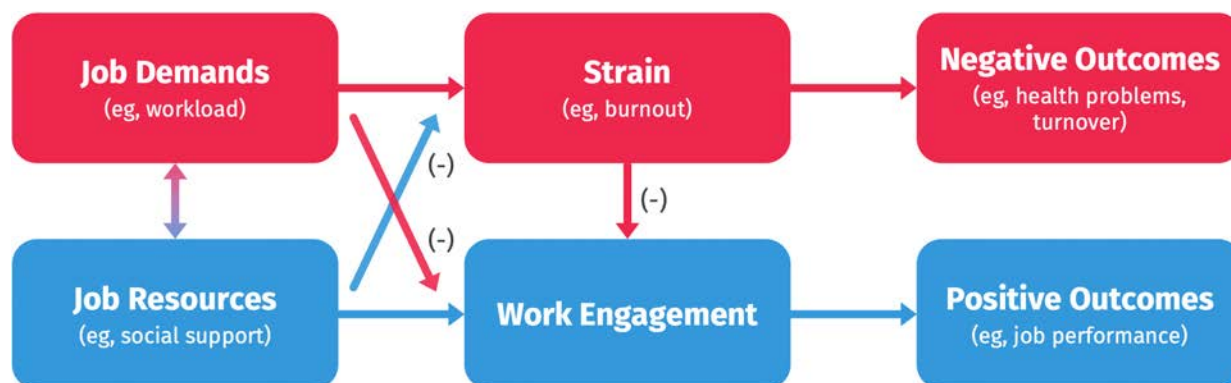 Job Demands
(eg, workload)
Strain
(eg, burnout)
Negative Outcomes
(eg, health problems,
turnover)
(-)
(-)
(-)
Job Resources
(eg, social support)
Work Engagement
Positive Outcomes
(eg, job performance)